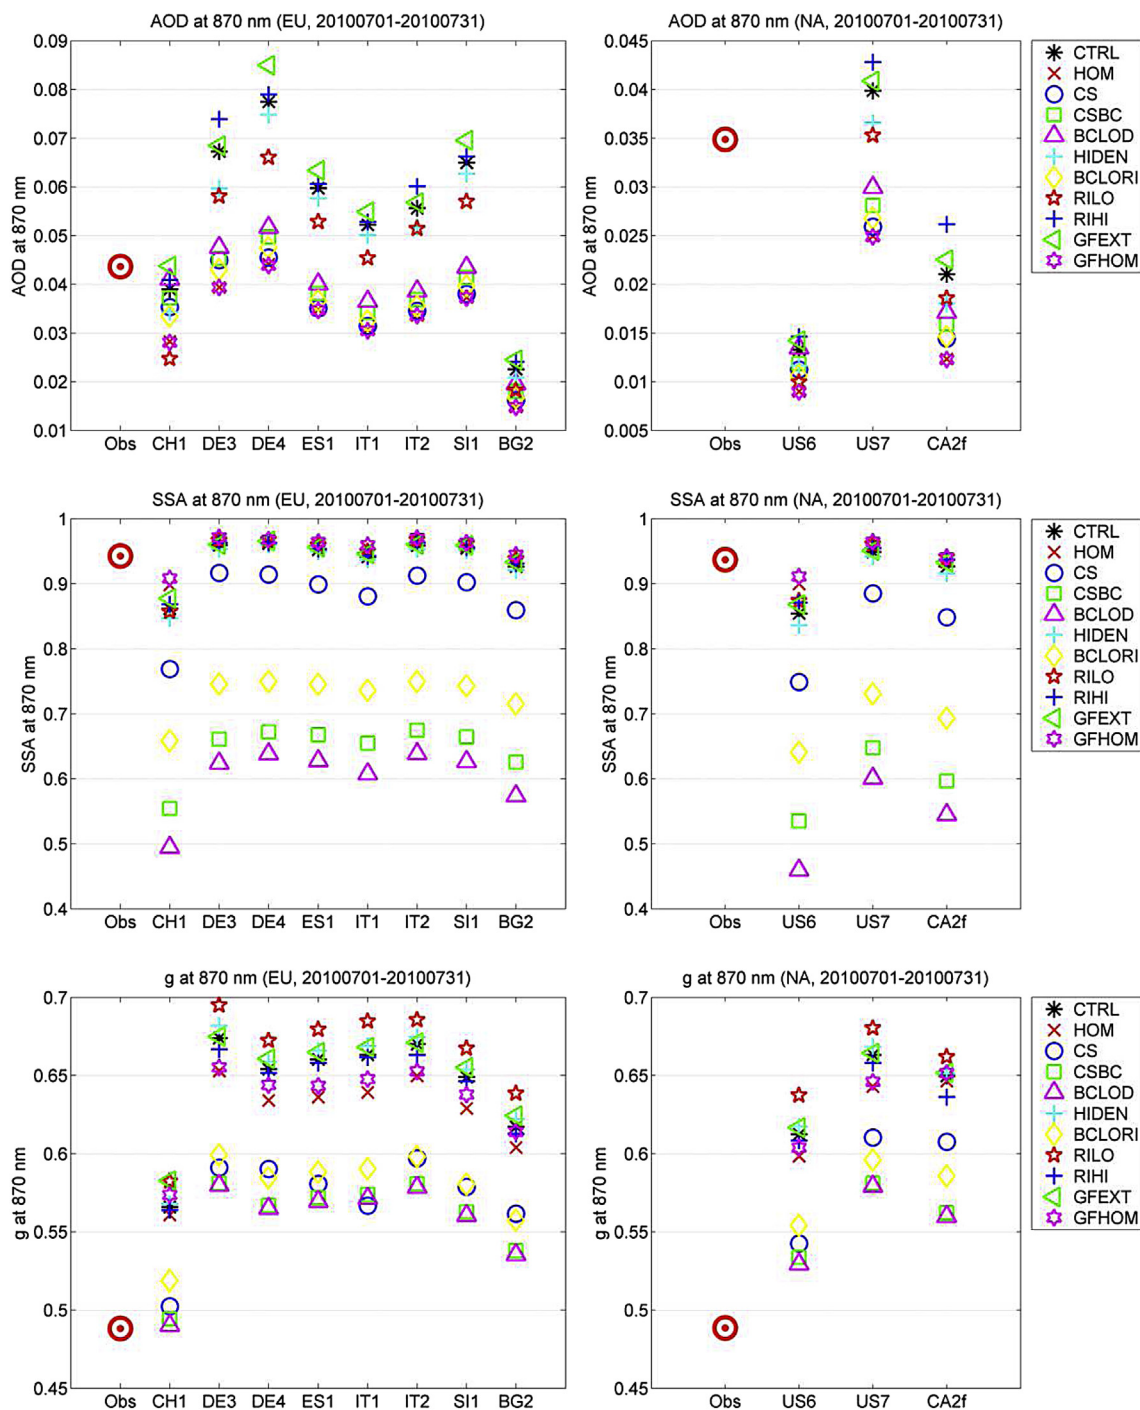 AOD at 870 nm (EU, 20100701-20100731)
AOD at 870 nm
0.09
0.08
0.07
0.06
0.05
0.04
0.03
0.02
0.01
Obs CH1 DE3 DE4 ES1 IT1 IT2 SI1 BG2
AOD at 870 nm (NA, 20100701-20100731)
AOD at 870 nm
0.045
0.04
0.035
0.03
0.025
0.02
0.015
0.01
0.005
Obs US6 US7 CA2f
CTRL
HOM
CS
CSBC
BCLOD
HIDEN
BCLORI
RILO
RIHI
GFEXT
GFHOM
SSA at 870 nm (EU, 20100701-20100731)
SSA at 870 nm
1
0.9
0.8
0.7
0.6
0.5
0.4
Obs CH1 DE3 DE4 ES1 IT1 IT2 SI1 BG2
SSA at 870 nm (NA, 20100701-20100731)
SSA at 870 nm
1
0.9
0.8
0.7
0.6
0.5
0.4
Obs US6 US7 CA2f
CTRL
HOM
CS
CSBC
BCLOD
HIDEN
BCLORI
RILO
RIHI
GFEXT
GFHOM
g at 870 nm (EU, 20100701-20100731)
g at 870 nm
0.7
0.65
0.6
0.55
0.5
0.45
Obs CH1 DE3 DE4 ES1 IT1 IT2 SI1 BG2
g at 870 nm (NA, 20100701-20100731)
g at 870 nm
0.7
0.65
0.6
0.55
0.5
0.45
Obs US6 US7 CA2f
CTRL
HOM
CS
CSBC
BCLOD
HIDEN
BCLORI
RILO
RIHI
GFEXT
GFHOM